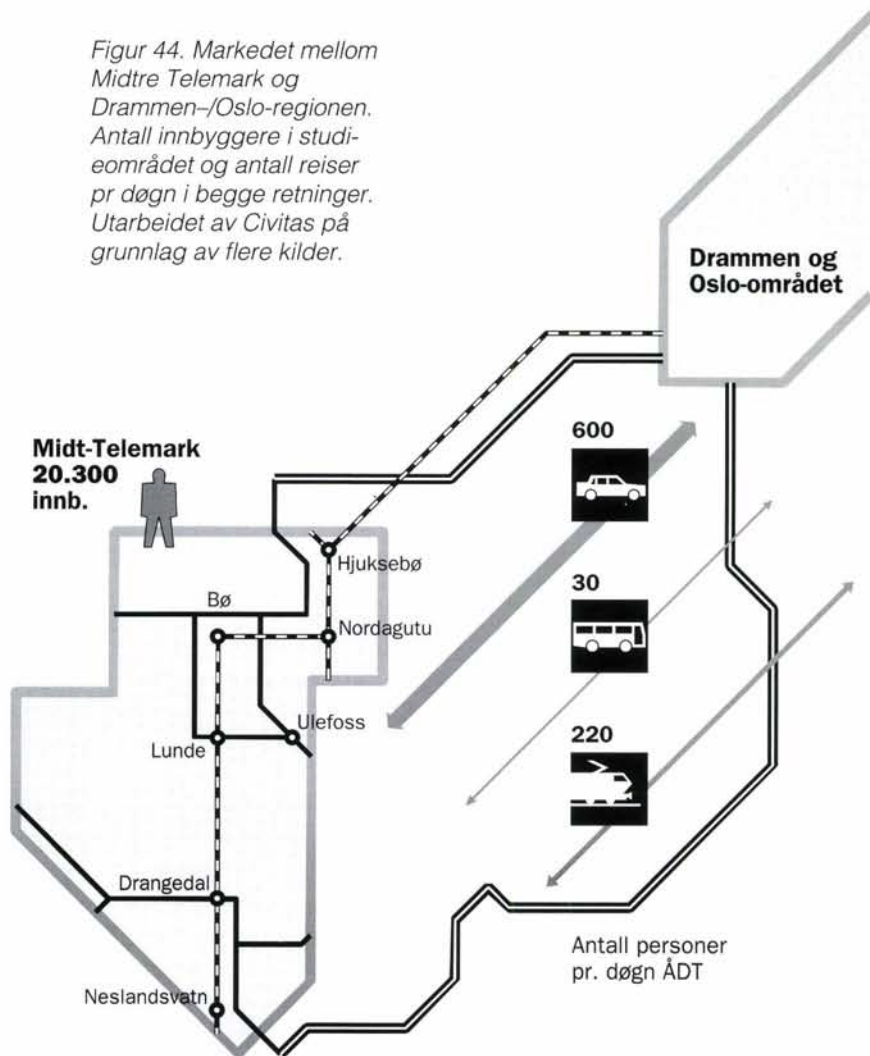 Figur 44. Markedet mellom
Midtre Telemark og
Drammen–/Oslo-regionen.
Antall innbyggere i studi-
eområdet og antall reiser
pr døgn i begge retninger.
Utarbeidet av Civitas på
grunnlag av flere kilder.
Drammen og
Oslo-området
Midt-Telemark
20.300
innb.
600
Hjuksebø
Bø
30
Nordagutu
Ulefoss
Lunde
220
Drangedal
Antall personer
pr. døgn ÅDT
Neslandsvatn